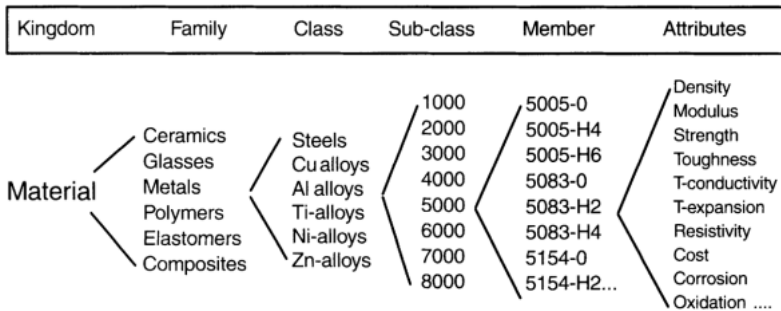 Kingdom Family Class Sub-class Member Attributes
Material
Ceramics
Glasses
Metals
Polymers
Elastomers
Composites
Steels
Cu alloys
Al alloys
Ti-alloys
Ni-alloys
Zn-alloys
1000
2000
3000
4000
5000
6000
7000
8000
5005-0
5005-H4
5005-H6
5083-0
5083-H2
5083-H4
5154-0
5154-H2...
Density
Modulus
Strength
Toughness
T-conductivity
T-expansion
Resistivity
Cost
Corrosion
Oxidation ....